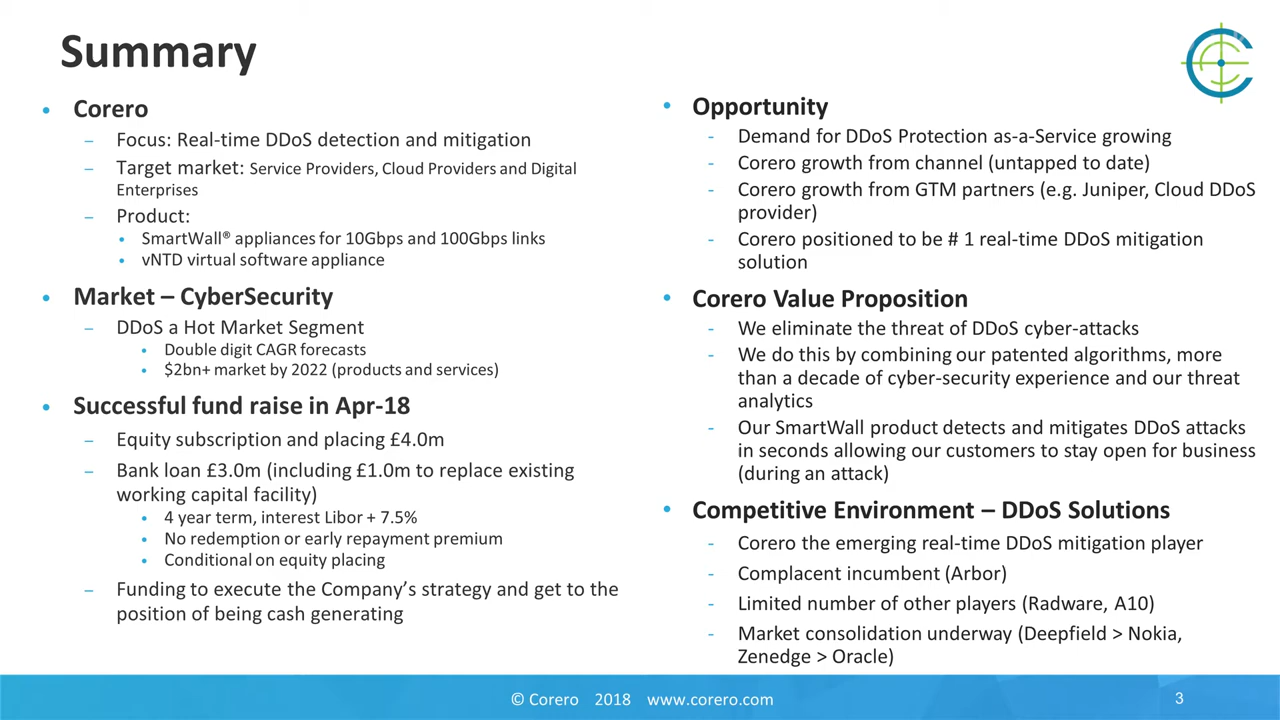 Summary
• Corero
– Focus: Real-time DDoS detection and mitigation
– Target market: Service Providers, Cloud Providers and Digital
Enterprises
– Product:
• SmartWall® appliances for 10Gbps and 100Gbps links
• vNTD virtual software appliance
• Market – CyberSecurity
– DDoS a Hot Market Segment
• Double digit CAGR forecasts
• $2bn+ market by 2022 (products and services)
• Successful fund raise in Apr-18
– Equity subscription and placing £4.0m
– Bank loan £3.0m (including £1.0m to replace existing
working capital facility)
• 4 year term, interest Libor + 7.5%
• No redemption or early repayment premium
• Conditional on equity placing
– Funding to execute the Company’s strategy and get to the
position of being cash generating
• Opportunity
- Demand for DDoS Protection as-a-Service growing
- Corero growth from channel (untapped to date)
- Corero growth from GTM partners (e.g. Juniper, Cloud DDoS
provider)
- Corero positioned to be # 1 real-time DDoS mitigation
solution
• Corero Value Proposition
- We eliminate the threat of DDoS cyber-attacks
- We do this by combining our patented algorithms, more
than a decade of cyber-security experience and our threat
analytics
- Our SmartWall product detects and mitigates DDoS attacks
in seconds allowing our customers to stay open for business
(during an attack)
• Competitive Environment – DDoS Solutions
- Corero the emerging real-time DDoS mitigation player
- Complacent incumbent (Arbor)
- Limited number of other players (Radware, A10)
- Market consolidation underway (Deepfield > Nokia,
Zenedge > Oracle)
© Corero 2018 www.corero.com
3